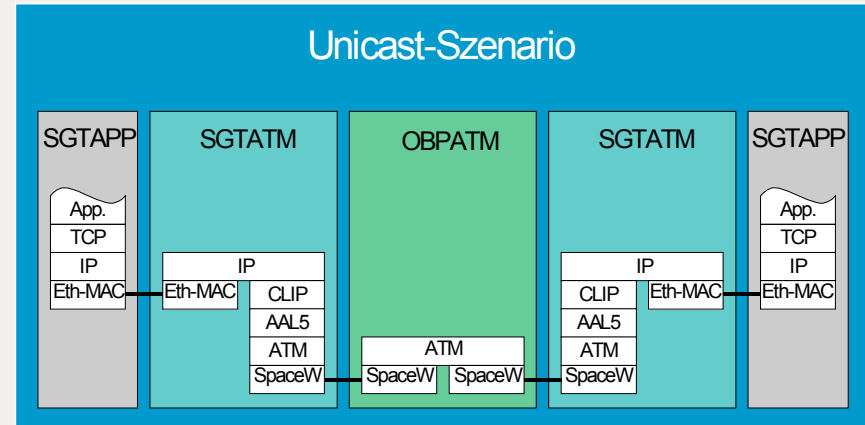 Unicast-Szenario
SGTAPP
SGTATM
OBPATM
SGTATM
SGTAPP
App.
TCP
IP
Eth-MAC
IP
Eth-MAC
CLIP
AAL5
ATM
SpaceW
ATM
SpaceW
SpaceW
IP
CLIP
Eth-MAC
AAL5
ATM
SpaceW
App.
TCP
IP
Eth-MAC